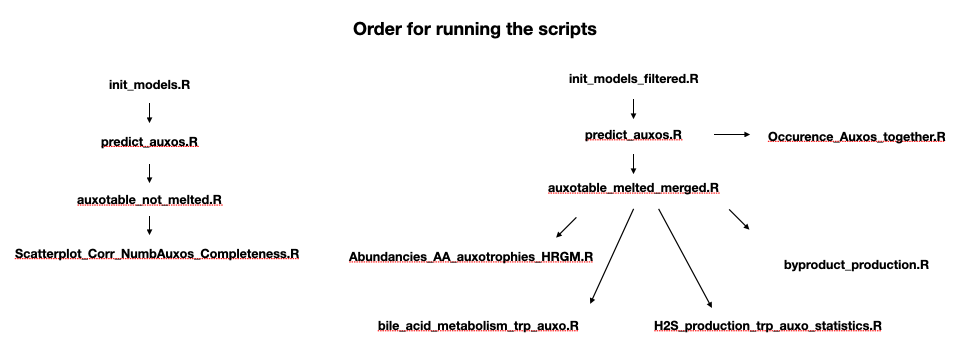 Order for running the scripts
init_models.R
predict_auxos.R
auxotable_not_melted.R
Scatterplot_Corr_NumbAuxos_Completeness.R
init_models_filtered.R
predict_auxos.R
Occurence_Auxos_together.R
auxotable_melted_merged.R
Abundancies_AA_auxotrophies_HRGM.R
byproduct_production.R
bile_acid_metabolism_trp_auxo.R
H2S_production_trp_auxo_statistics.R